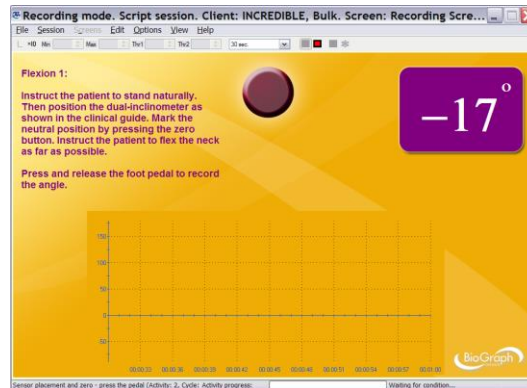 Recording mode. Script session. Client: INCREDIBLE, Bulk. Screen: Recording Scre...
File Session Screens Edit Options View Help
Min Max Thr1 Thr2 30 sec.
Flexion 1:
Instruct the patient to stand naturally.
Then position the dual-inclinometer as
shown in the clinical guide. Mark the
neutral position by pressing the zero
button. Instruct the patient to flex the neck
as far as possible.
Press and release the foot pedal to record
the angle.
−17°
150
100
50
0
50
00:00:33 00:00:36 00:00:39 00:00:42 00:00:45 00:00:48 00:00:51 00:00:54 00:00:57 00:01:00
BioGraph
Sensor placement and zero - press the pedal (Activity: 2, Cycle: Activity progress:
Waiting for condition...